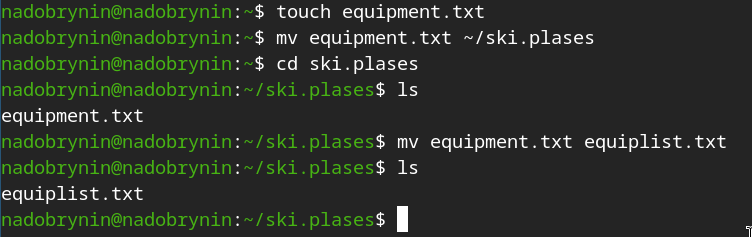 nadobrynin@nadobrynin:~$ touch equipment.txt
nadobrynin@nadobrynin:~$ mv equipment.txt ~/ski.plases
nadobrynin@nadobrynin:~$ cd ski.plases
nadobrynin@nadobrynin:~/ski.plases$ ls
equipment.txt
nadobrynin@nadobrynin:~/ski.plases$ mv equipment.txt equiplist.txt
nadobrynin@nadobrynin:~/ski.plases$ ls
equiplist.txt
nadobrynin@nadobrynin:~/ski.plases$